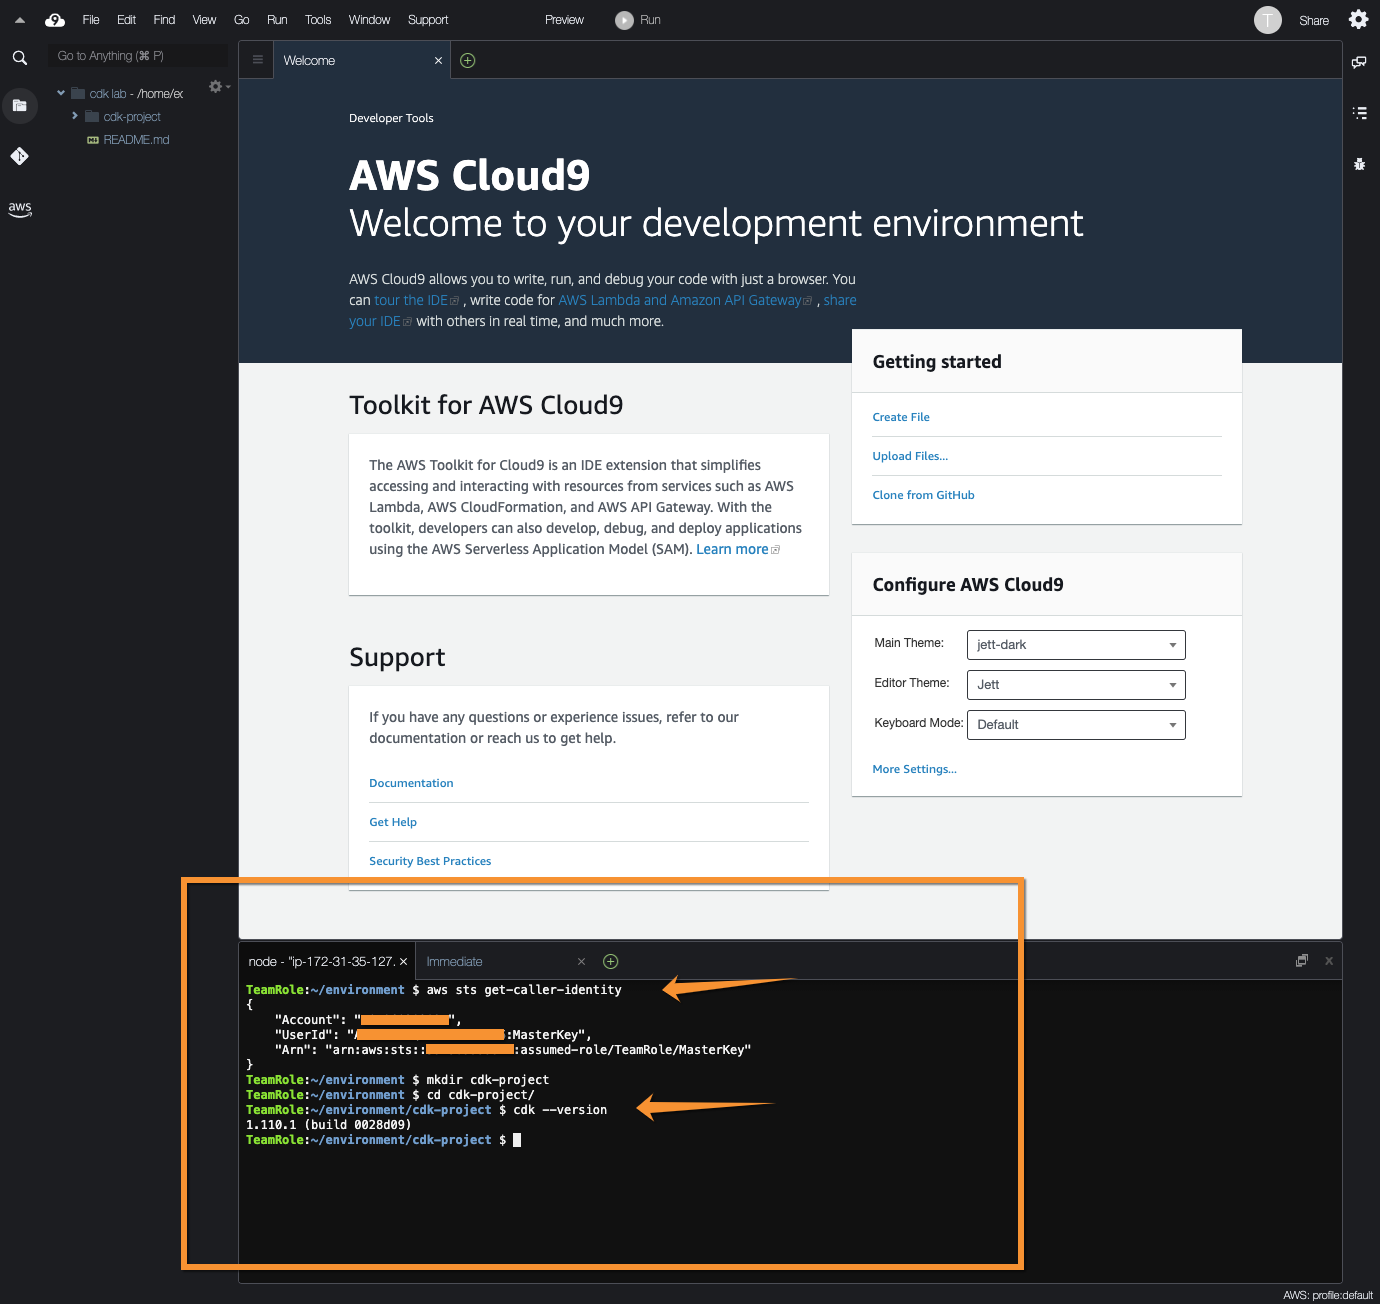 File Edit Find View Go Run Tools Window Support Preview Run T Share
Go to Anything (⌘ P)
Welcome
cdk lab - /home/ec
cdk-project
README.md
aws
Developer Tools
AWS Cloud9
Welcome to your development environment
AWS Cloud9 allows you to write, run, and debug your code with just a browser. You
can tour the IDE , write code for AWS Lambda and Amazon API Gateway , share
your IDE with others in real time, and much more.
Toolkit for AWS Cloud9
The AWS Toolkit for Cloud9 is an IDE extension that simplifies
accessing and interacting with resources from services such as AWS
Lambda, AWS CloudFormation, and AWS API Gateway. With the
toolkit, developers can also develop, debug, and deploy applications
using the AWS Serverless Application Model (SAM). Learn more
Support
If you have any questions or experience issues, refer to our
documentation or reach us to get help.
Documentation
Get Help
Security Best Practices
Getting started
Create File
Upload Files...
Clone from GitHub
Configure AWS Cloud9
Main Theme: jett-dark
Editor Theme: Jett
Keyboard Mode: Default
More Settings...
node - "ip-172-31-35-127. Immediate
TeamRole:~/environment $ aws sts get-caller-identity
{
"Account": "",
"UserId": "A:MasterKey",
"Arn": "arn:aws:sts:::assumed-role/TeamRole/MasterKey"
}
TeamRole:~/environment $ mkdir cdk-project
TeamRole:~/environment $ cd cdk-project/
TeamRole:~/environment/cdk-project $ cdk --version
1.110.1 (build 0028d09)
TeamRole:~/environment/cdk-project $
AWS: profile:default